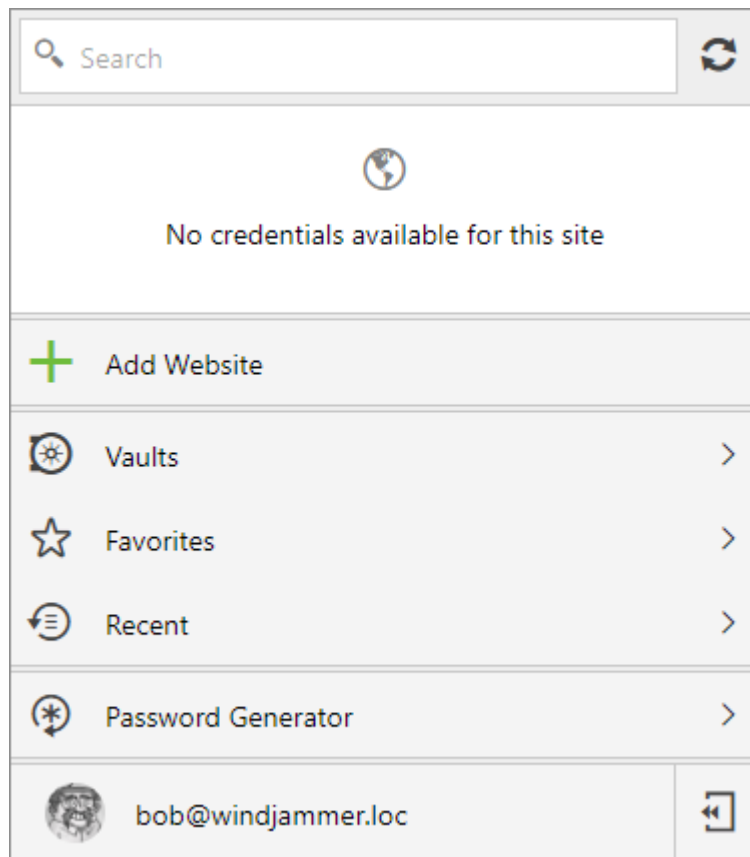 Search
No credentials available for this site
Add Website
Vaults
Favorites
Recent
Password Generator
bob@windjammer.loc